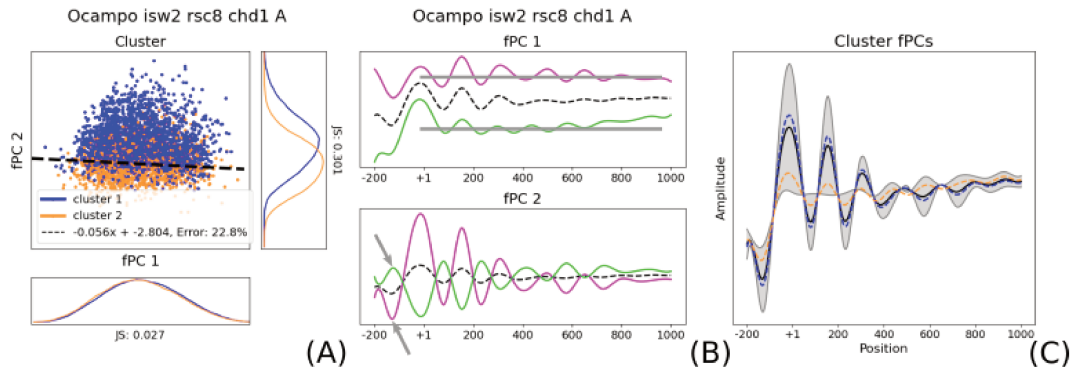 Ocampo isw2 rsc8 chd1 A
Cluster
fPC 2
cluster 1
cluster 2
-0.056x + -2.804, Error: 22.8%
JS: 0.301
fPC 1
JS: 0.027
(A)
Ocampo isw2 rsc8 chd1 A
fPC 1
-200 +1 200 400 600 800 1000
fPC 2
-200 +1 200 400 600 800 1000
(B)
Cluster fPCs
Amplitude
-200 +1 200 400 600 800 1000
Position
(C)